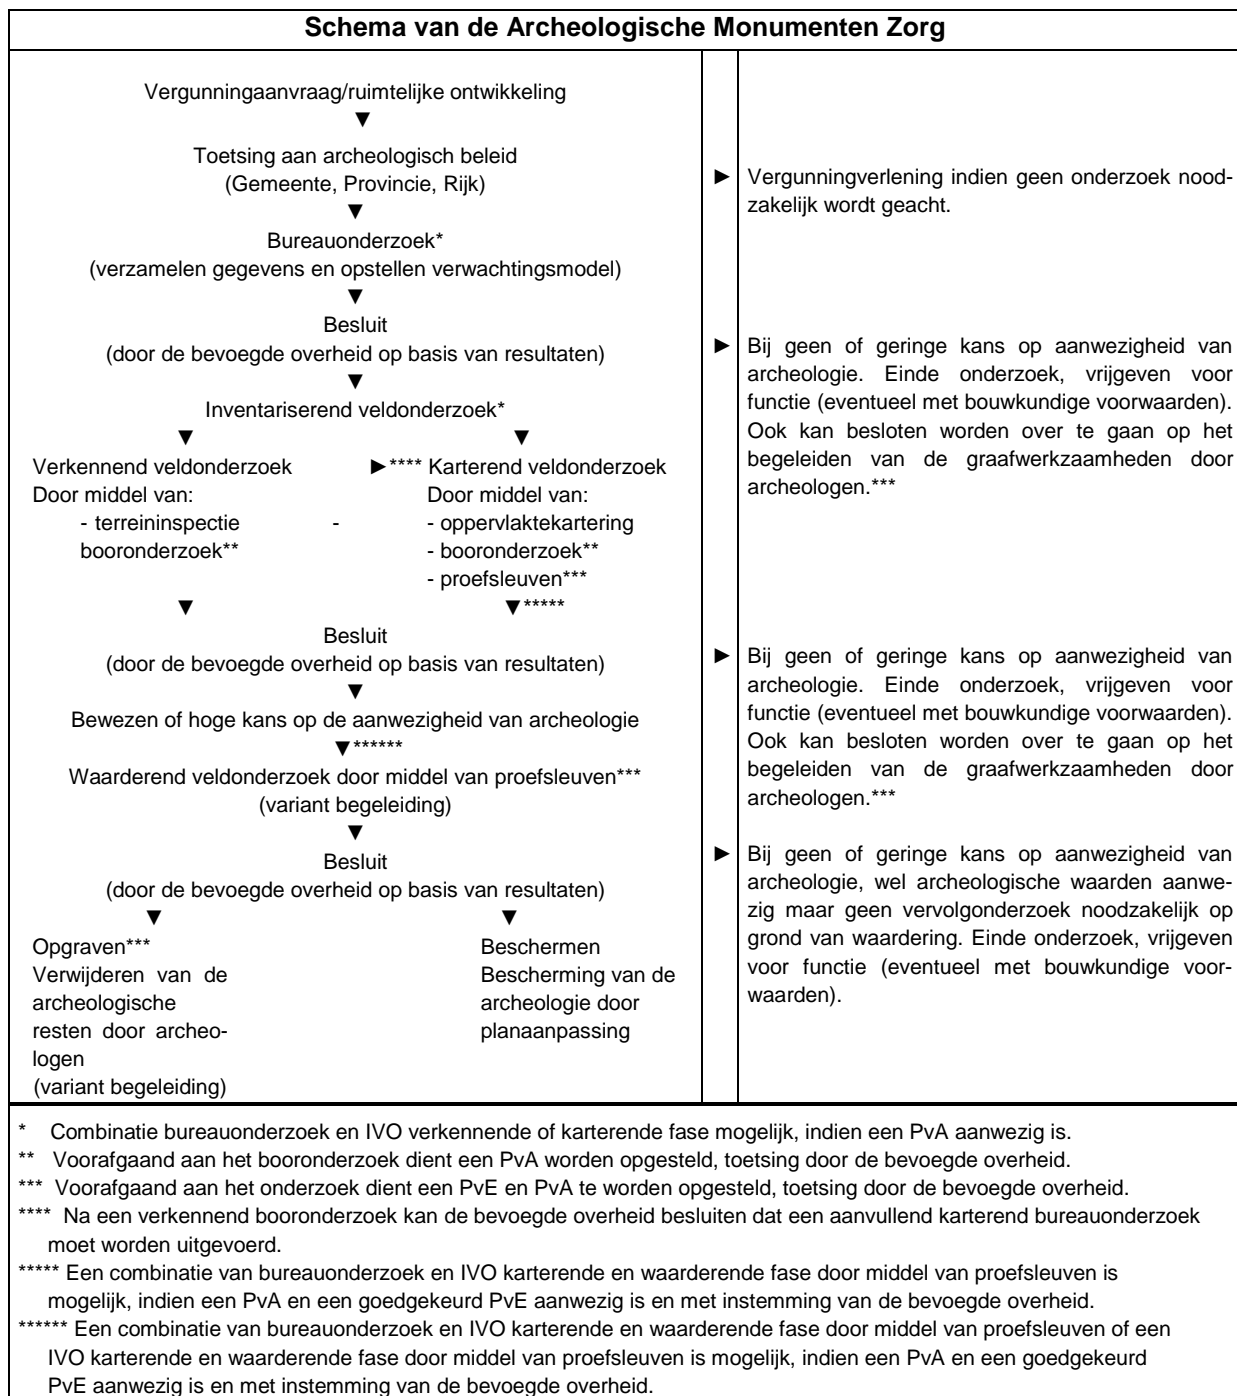 Schema van de Archeologische Monumenten Zorg
Vergunningaanvraag/ruimtelijke ontwikkeling
▼
Toetsing aan archeologisch beleid
(Gemeente, Provincie, Rijk)
▼
Bureauonderzoek*
(verzamelen gegevens en opstellen verwachtingsmodel)
▼
Besluit
(door de bevoegde overheid op basis van resultaten)
▼
Inventariserend veldonderzoek*
▼ ▼
Verkennend veldonderzoek ►**** Karterend veldonderzoek
Door middel van: Door middel van:
- terreininspectie - - oppervlaktekartering
booronderzoek** - booronderzoek**
- proefsleuven***
▼ ▼*****
Besluit
(door de bevoegde overheid op basis van resultaten)
▼
Bewezen of hoge kans op de aanwezigheid van archeologie
▼******
Waarderend veldonderzoek door middel van proefsleuven***
(variant begeleiding)
▼
Besluit
(door de bevoegde overheid op basis van resultaten)
▼ ▼
Opgraven***
Verwijderen van de
archeologische
resten door archeo-
logen
(variant begeleiding)
Beschermen
Bescherming van de
archeologie door
planaanpassing
► Vergunningverlening indien geen onderzoek nood-
zakelijk wordt geacht.
► Bij geen of geringe kans op aanwezigheid van
archeologie. Einde onderzoek, vrijgeven voor
functie (eventueel met bouwkundige voorwaarden).
Ook kan besloten worden over te gaan op het
begeleiden van de graafwerkzaamheden door
archeologen.***
► Bij geen of geringe kans op aanwezigheid van
archeologie. Einde onderzoek, vrijgeven voor
functie (eventueel met bouwkundige voorwaarden).
Ook kan besloten worden over te gaan op het
begeleiden van de graafwerkzaamheden door
archeologen.***
► Bij geen of geringe kans op aanwezigheid van
archeologie, wel archeologische waarden aanwe-
zig maar geen vervolgonderzoek noodzakelijk op
grond van waardering. Einde onderzoek, vrijgeven
voor functie (eventueel met bouwkundige voor-
waarden).
* Combinatie bureauonderzoek en IVO verkennende of karterende fase mogelijk, indien een PvA aanwezig is.
** Voorafgaand aan het booronderzoek dient een PvA worden opgesteld, toetsing door de bevoegde overheid.
*** Voorafgaand aan het onderzoek dient een PvE en PvA te worden opgesteld, toetsing door de bevoegde overheid.
**** Na een verkennend booronderzoek kan de bevoegde overheid besluiten dat een aanvullend karterend bureauonderzoek
moet worden uitgevoerd.
***** Een combinatie van bureauonderzoek en IVO karterende en waarderende fase door middel van proefsleuven is
mogelijk, indien een PvA en een goedgekeurd PvE aanwezig is en met instemming van de bevoegde overheid.
****** Een combinatie van bureauonderzoek en IVO karterende en waarderende fase door middel van proefsleuven of een
IVO karterende en waarderende fase door middel van proefsleuven is mogelijk, indien een PvA en een goedgekeurd
PvE aanwezig is en met instemming van de bevoegde overheid.